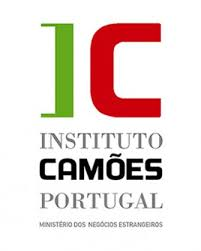 IC
INSTITUTO
CAMÕES
PORTUGAL
MINISTÉRIO DOS NEGÓCIOS ESTRANGEIROS